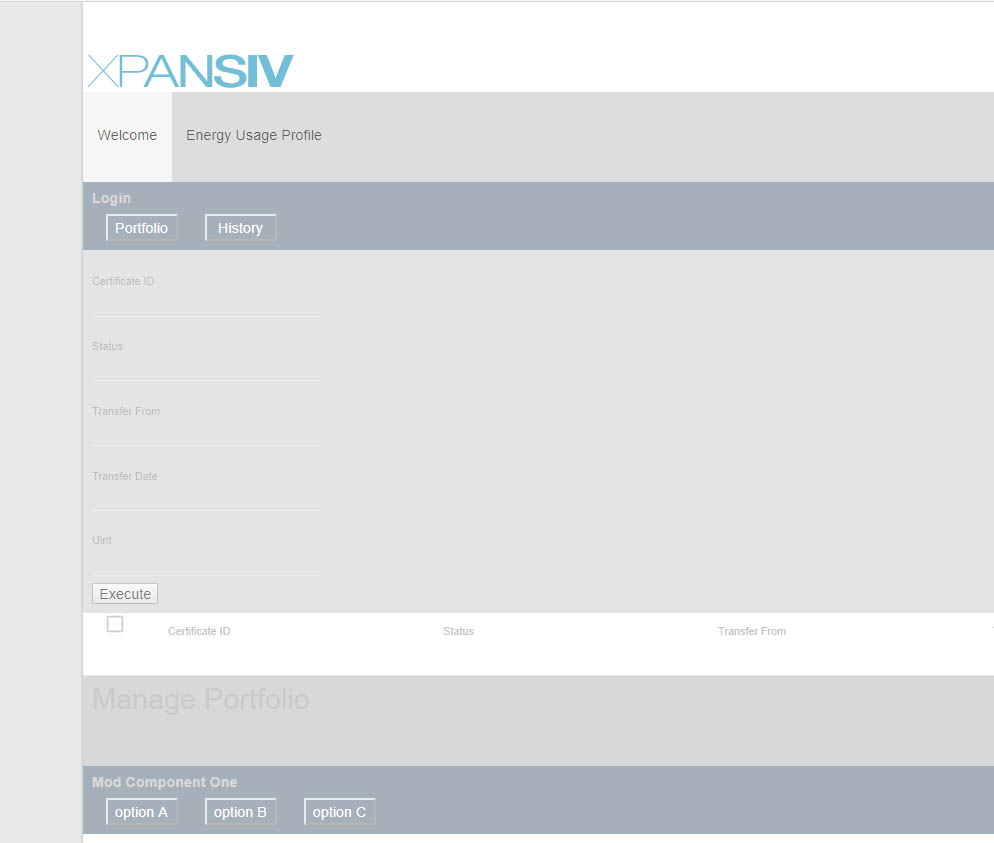 XPANSIV
Welcome Energy Usage Profile
Login
Portfolio History
Certificate ID
Status
Transfer From
Transfer Date
Uint
Execute
Certificate ID Status Transfer From
Manage Portfolio
Mod Component One
option A option B option C